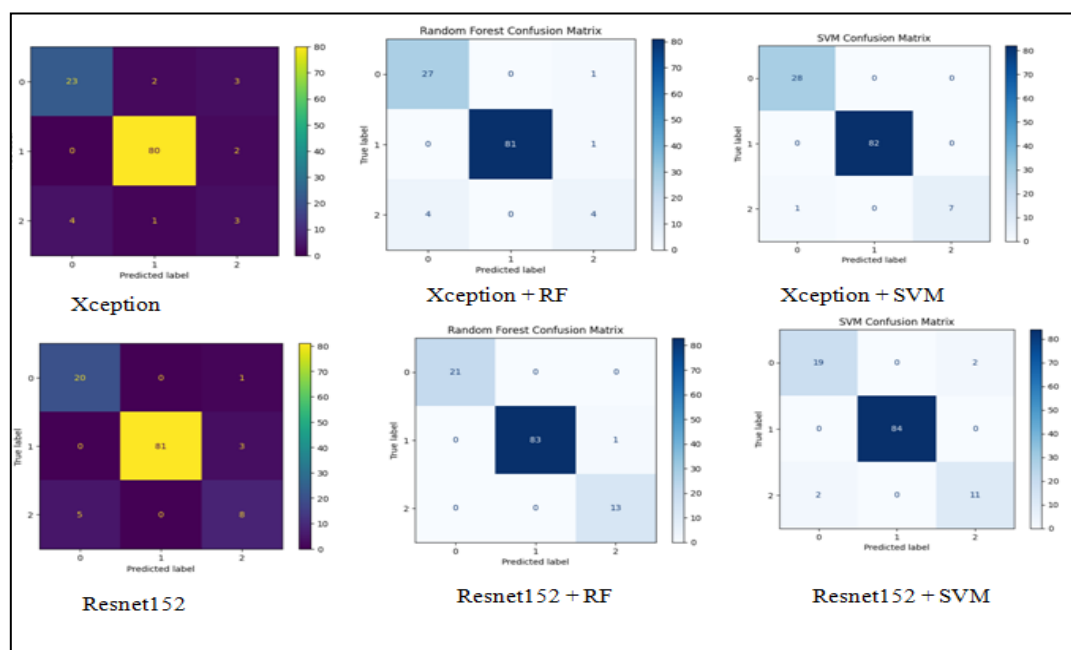 Random Forest Confusion Matrix
SVM Confusion Matrix
0 23 2 3
1 0 80 2
2 4 1 3
0 1 2
Predicted label
80
70
60
50
40
30
20
10
0
Xception
True label
0 27 0 1
1 0 81 1
2 4 0 4
0 1 2
Predicted label
80
70
60
50
40
30
20
10
0
Xception + RF
True label
0 28 0 0
1 0 82 0
2 1 0 7
0 1 2
Predicted label
80
70
60
50
40
30
20
10
0
Xception + SVM
True label
0 20 0 1
1 0 81 3
2 5 0 8
0 1 2
Predicted label
80
70
60
50
40
30
20
10
0
Resnet152
Random Forest Confusion Matrix
True label
0 21 0 0
1 0 83 1
2 0 0 13
0 1 2
Predicted label
80
70
60
50
40
30
20
10
0
Resnet152 + RF
SVM Confusion Matrix
True label
0 19 0 2
1 0 84 0
2 2 0 11
0 1 2
Predicted label
80
70
60
50
40
30
20
10
0
Resnet152 + SVM